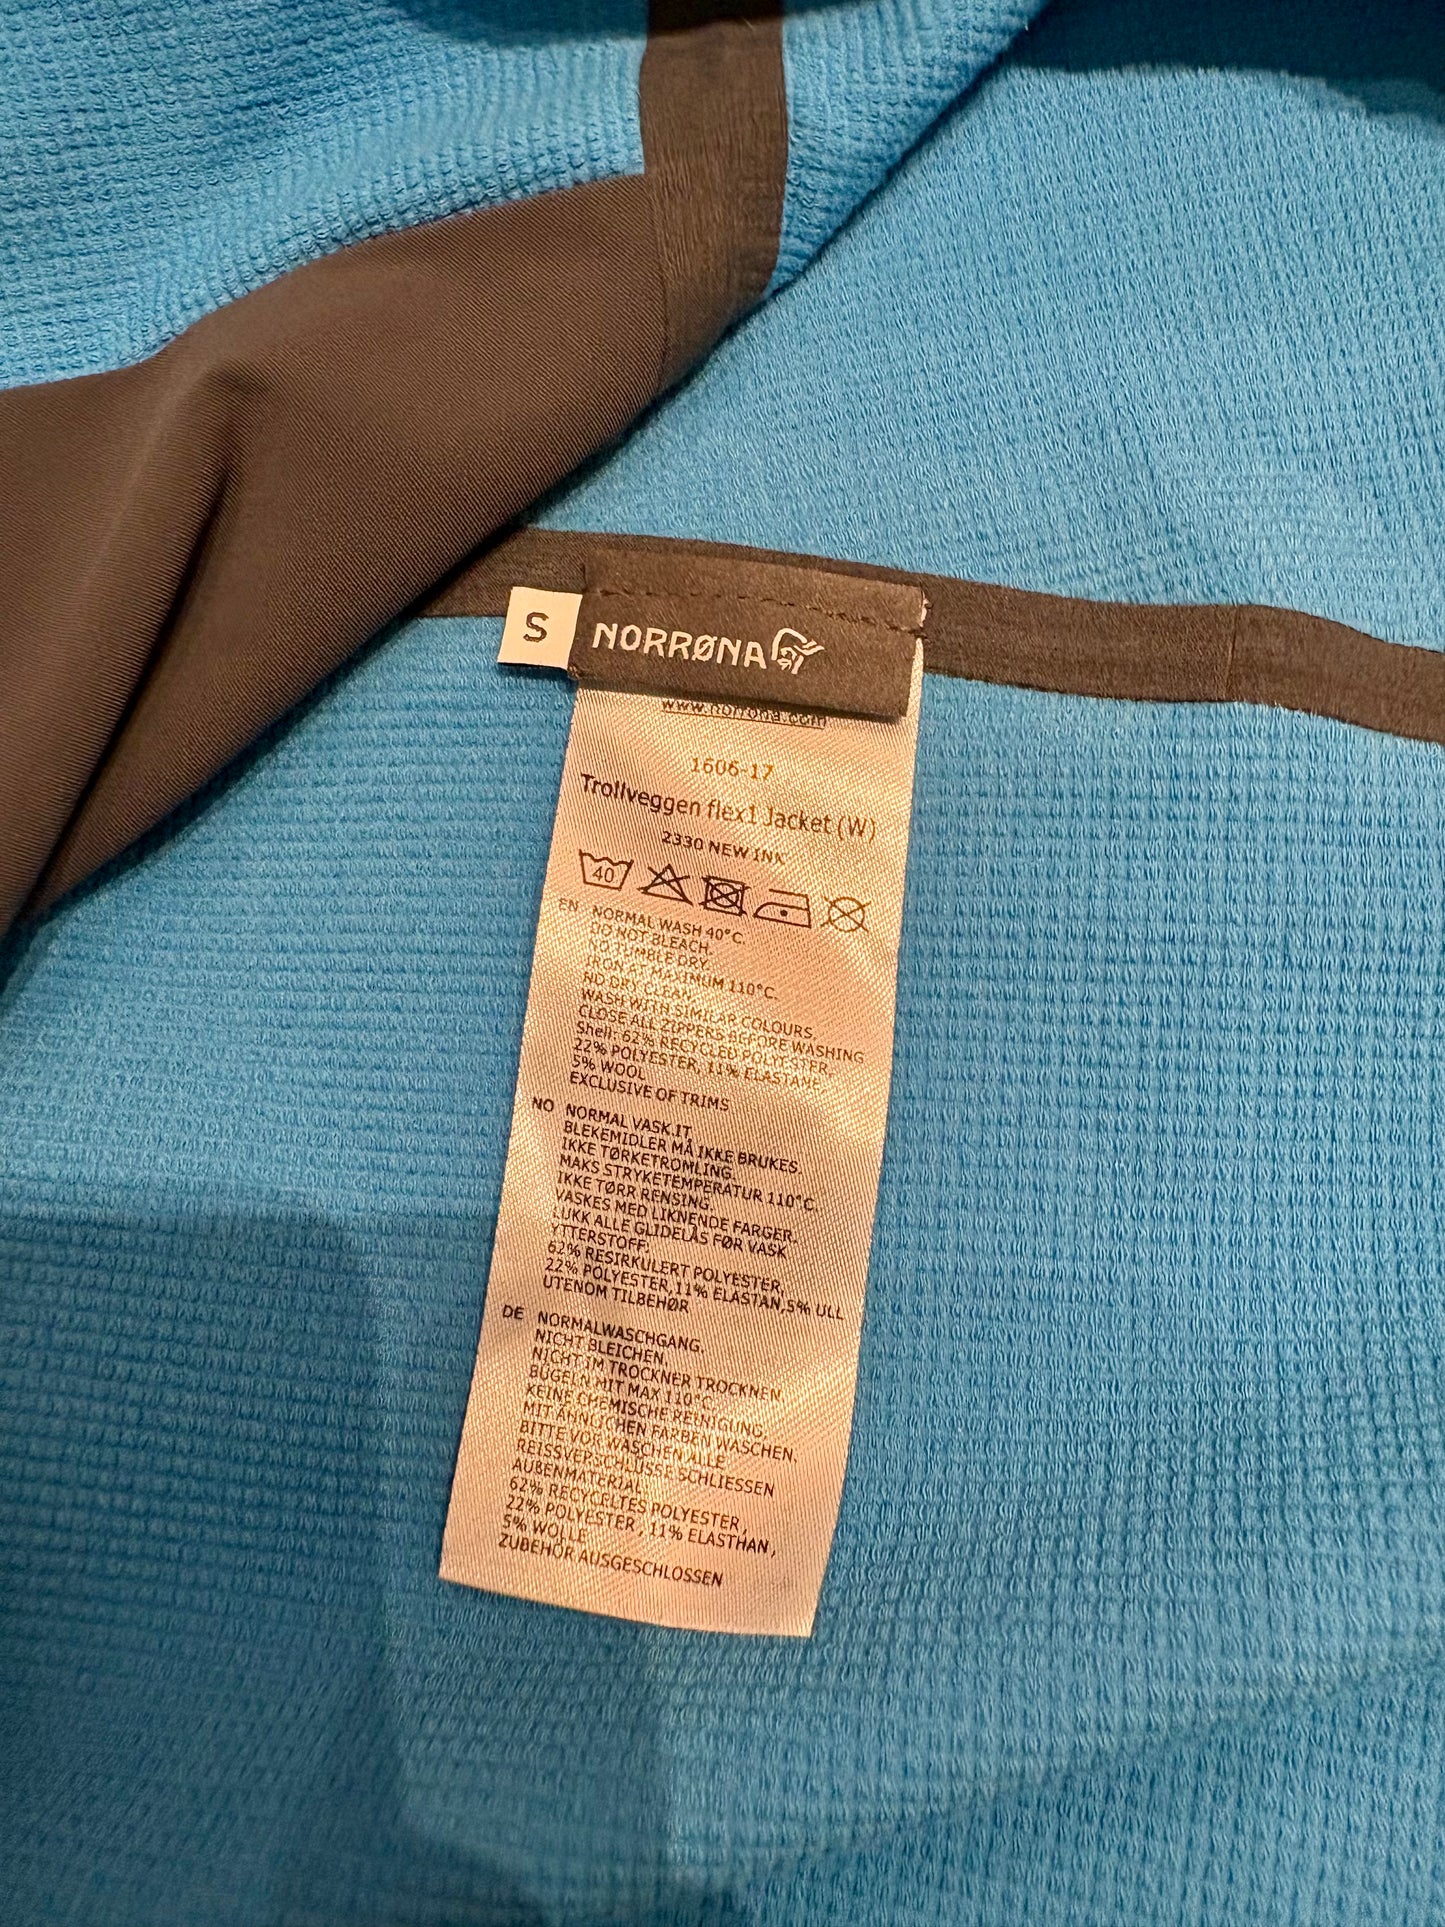 S
NORRØNA
www.norrona.com
1606-17
Trollveggen flex1 Jacket (W)
2330 NEW INK
40
EN NORMAL WASH 40°C.
DO NOT BLEACH.
NO TUMBLE DRY.
IRON AT MAXIMUM 110°C.
NO DRY CLEAN.
WASH WITH SIMILAR COLOURS.
CLOSE ALL ZIPPERS BEFORE WASHING
Shell: 62% RECYCLED POLYESTER,
22% POLYESTER, 11% ELASTANE,
5% WOOL
EXCLUSIVE OF TRIMS
NO NORMAL VASK.IT
BLEKEMIDLER MÅ IKKE BRUKES.
IKKE TØRKETROMLING
MAKS STRYKETEMPERATUR 110°C.
IKKE TØRR RENSING.
VASKES MED LIKNENDE FARGER.
LUKK ALLE GLIDELÅS FØR VASK
YTTERSTOFF.
62% RESIRKULERT POLYESTER,
22% POLYESTER,11% ELASTAN,5% ULL
UTENOM TILBEHØR
DE NORMALWASCHGANG.
NICHT BLEICHEN.
NICHT IM TROCKNER TROCKNEN.
BÜGELN MIT MAX 110°C.
KEINE CHEMISCHE REINIGUNG.
MIT ÄHNLICHEN FARBEN WASCHEN.
BITTE VOR WASCHEN ALLE
REISSVERSCHLÜSSE SCHLIESSEN
AUßENMATERIAL.
62% RECYCELTES POLYESTER,
22% POLYESTER, 11% ELASTHAN,
5% WOLLE
ZUBEHÖR AUSGESCHLOSSEN